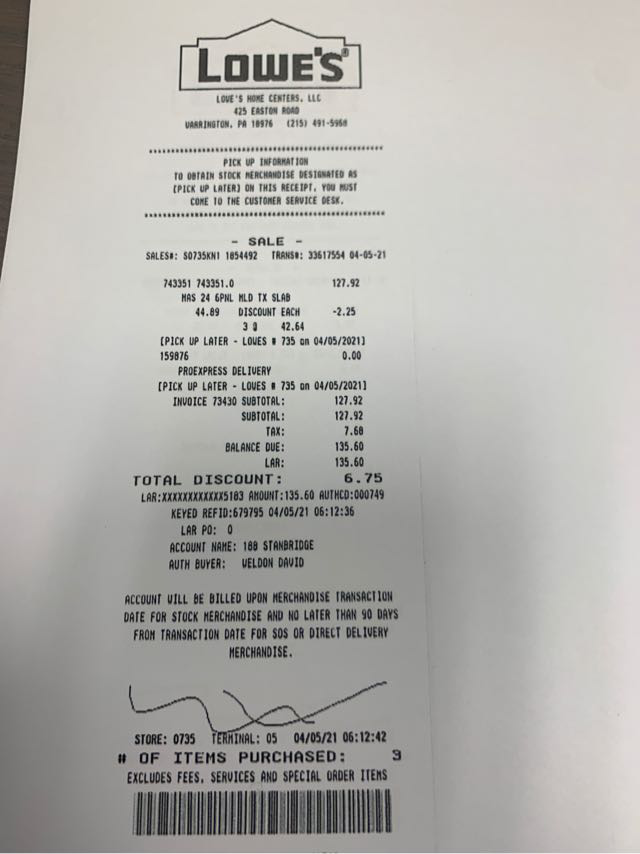 LOWE'S®
LOWE'S HOME CENTERS, LLC
425 EASTON ROAD
WARRINGTON, PA 18976 (215) 491-5958
****************************************
PICK UP INFORMATION
TO OBTAIN STOCK MERCHANDISE DESIGNATED AS
[PICK UP LATER] ON THIS RECEIPT, YOU MUST
COME TO THE CUSTOMER SERVICE DESK.
****************************************
- SALE -
SALES#: S0735KN1 1854492 TRANS#: 33617554 04-05-21
743351 743351.0 127.92
MAS 24 6PNL MLD TX SLAB
44.89 DISCOUNT EACH -2.25
3 @ 42.64
[PICK UP LATER - LOWES # 735 on 04/05/2021]
159876 0.00
PROEXPRESS DELIVERY
[PICK UP LATER - LOWES # 735 on 04/05/2021]
INVOICE 73430 SUBTOTAL: 127.92
SUBTOTAL: 127.92
TAX: 7.68
BALANCE DUE: 135.60
LAR: 135.60
TOTAL DISCOUNT: 6.75
LAR:XXXXXXXXXXXX5183 AMOUNT:135.60 AUTHCD:000749
KEYED REFID:679795 04/05/21 06:12:36
LAR PO: 0
ACCOUNT NAME: 188 STANBRIDGE
AUTH BUYER: WELDON DAVID
ACCOUNT WILL BE BILLED UPON MERCHANDISE TRANSACTION
DATE FOR STOCK MERCHANDISE AND NO LATER THAN 90 DAYS
FROM TRANSACTION DATE FOR SOS OR DIRECT DELIVERY
MERCHANDISE.
STORE: 0735 TERMINAL: 05 04/05/21 06:12:42
# OF ITEMS PURCHASED: 3
EXCLUDES FEES, SERVICES AND SPECIAL ORDER ITEMS